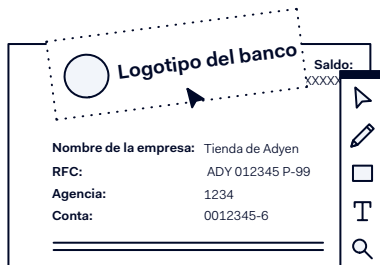 Logotipo del banco
Saldo:
XXXXX
Nombre de la empresa: Tienda de Adyen
RFC: ADY 012345 P-99
Agencia: 1234
Conta: 0012345-6